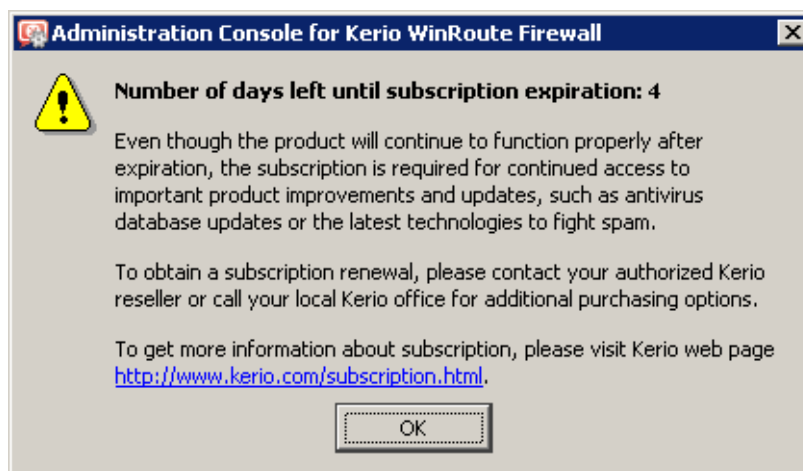 Administration Console for Kerio WinRoute Firewall
Number of days left until subscription expiration: 4
Even though the product will continue to function properly after
expiration, the subscription is required for continued access to
important product improvements and updates, such as antivirus
database updates or the latest technologies to fight spam.
To obtain a subscription renewal, please contact your authorized Kerio
reseller or call your local Kerio office for additional purchasing options.
To get more information about subscription, please visit Kerio web page
http://www.kerio.com/subscription.html.
OK